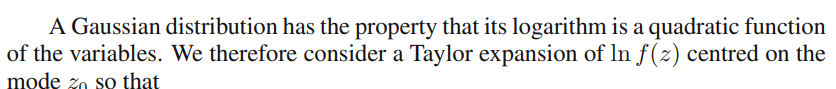 A Gaussian distribution has the property that its logarithm is a quadratic function
of the variables. We therefore consider a Taylor expansion of ln f(z) centred on the
mode z₀ so that